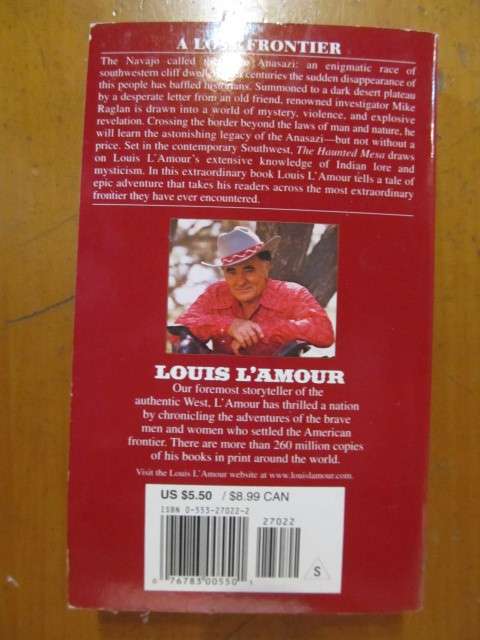 A LOST FRONTIER
The Navajo called Anasazi: an enigmatic race of
southwestern cliff centuries the sudden disappearance of
this people has baffled historians. Summoned to a dark desert plateau
by a desperate letter from an old friend, renowned investigator Mike
Raglan is drawn into a world of mystery, violence, and explosive
revelation. Crossing the border beyond the laws of man and nature, he
will learn the astonishing legacy of the Anasazi—but not without a
price. Set in the contemporary Southwest, The Haunted Mesa draws
on Louis L'Amour's extensive knowledge of Indian lore and
mysticism. In this extraordinary book Louis L'Amour tells a tale of
epic adventure that takes his readers across the most extraordinary
frontier they have ever encountered.
LOUIS L'AMOUR
Our foremost storyteller of the
authentic West, L'Amour has thrilled a nation
by chronicling the adventures of the brave
men and women who settled the American
frontier. There are more than 260 million copies
of his books in print around the world.
Visit the Louis L'Amour website at www.louislamour.com.
US $5.50 / $8.99 CAN
ISBN 0-553-27022-2
27022
6 76783 00550 1
S